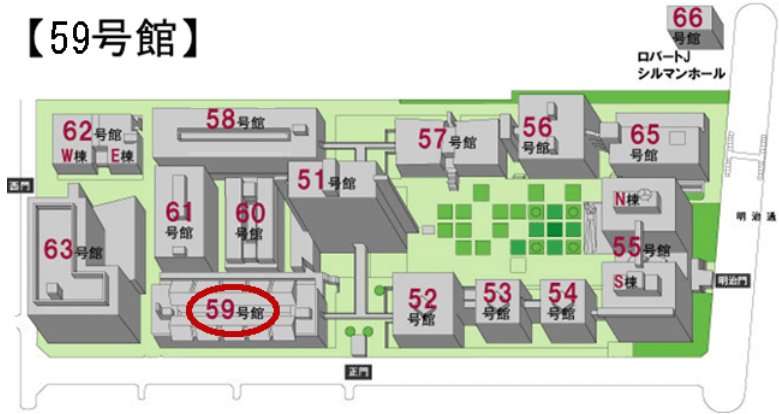 【59号館】
66
号館
ロバートJ
シルマンホール
62号館
W棟 E棟
58号館
57号館
56
号館
65
号館
西門
51号館
61
号館
60
号館
N棟
明治通
63号館
55号館
S棟
明治門
59号館
52
号館
53
号館
54
号館
正門